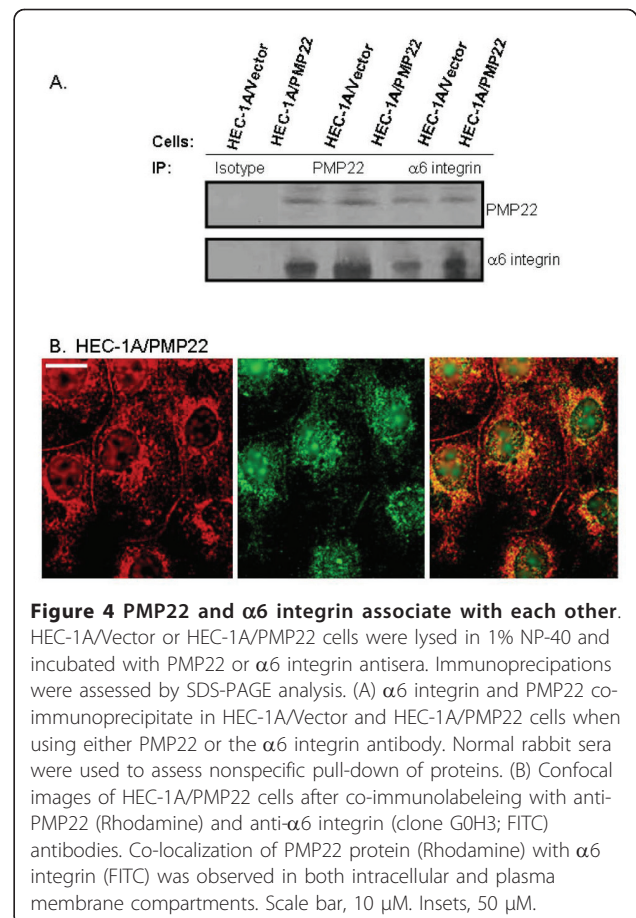 A.
HEC-1A/Vector HEC-1A/PMP22 HEC-1A/Vector HEC-1A/PMP22 HEC-1A/Vector HEC-1A/PMP22
Cells:
IP: Isotype PMP22 α6 integrin
PMP22
α6 integrin
B. HEC-1A/PMP22
Figure 4 PMP22 and α6 integrin associate with each other.
HEC-1A/Vector or HEC-1A/PMP22 cells were lysed in 1% NP-40 and
incubated with PMP22 or α6 integrin antisera. Immunoprecipations
were assessed by SDS-PAGE analysis. (A) α6 integrin and PMP22 co-
immunoprecipitate in HEC-1A/Vector and HEC-1A/PMP22 cells when
using either PMP22 or the α6 integrin antibody. Normal rabbit sera
were used to assess nonspecific pull-down of proteins. (B) Confocal
images of HEC-1A/PMP22 cells after co-immunolabeleing with anti-
PMP22 (Rhodamine) and anti-α6 integrin (clone G0H3; FITC)
antibodies. Co-localization of PMP22 protein (Rhodamine) with α6
integrin (FITC) was observed in both intracellular and plasma
membrane compartments. Scale bar, 10 μM. Insets, 50 μM.